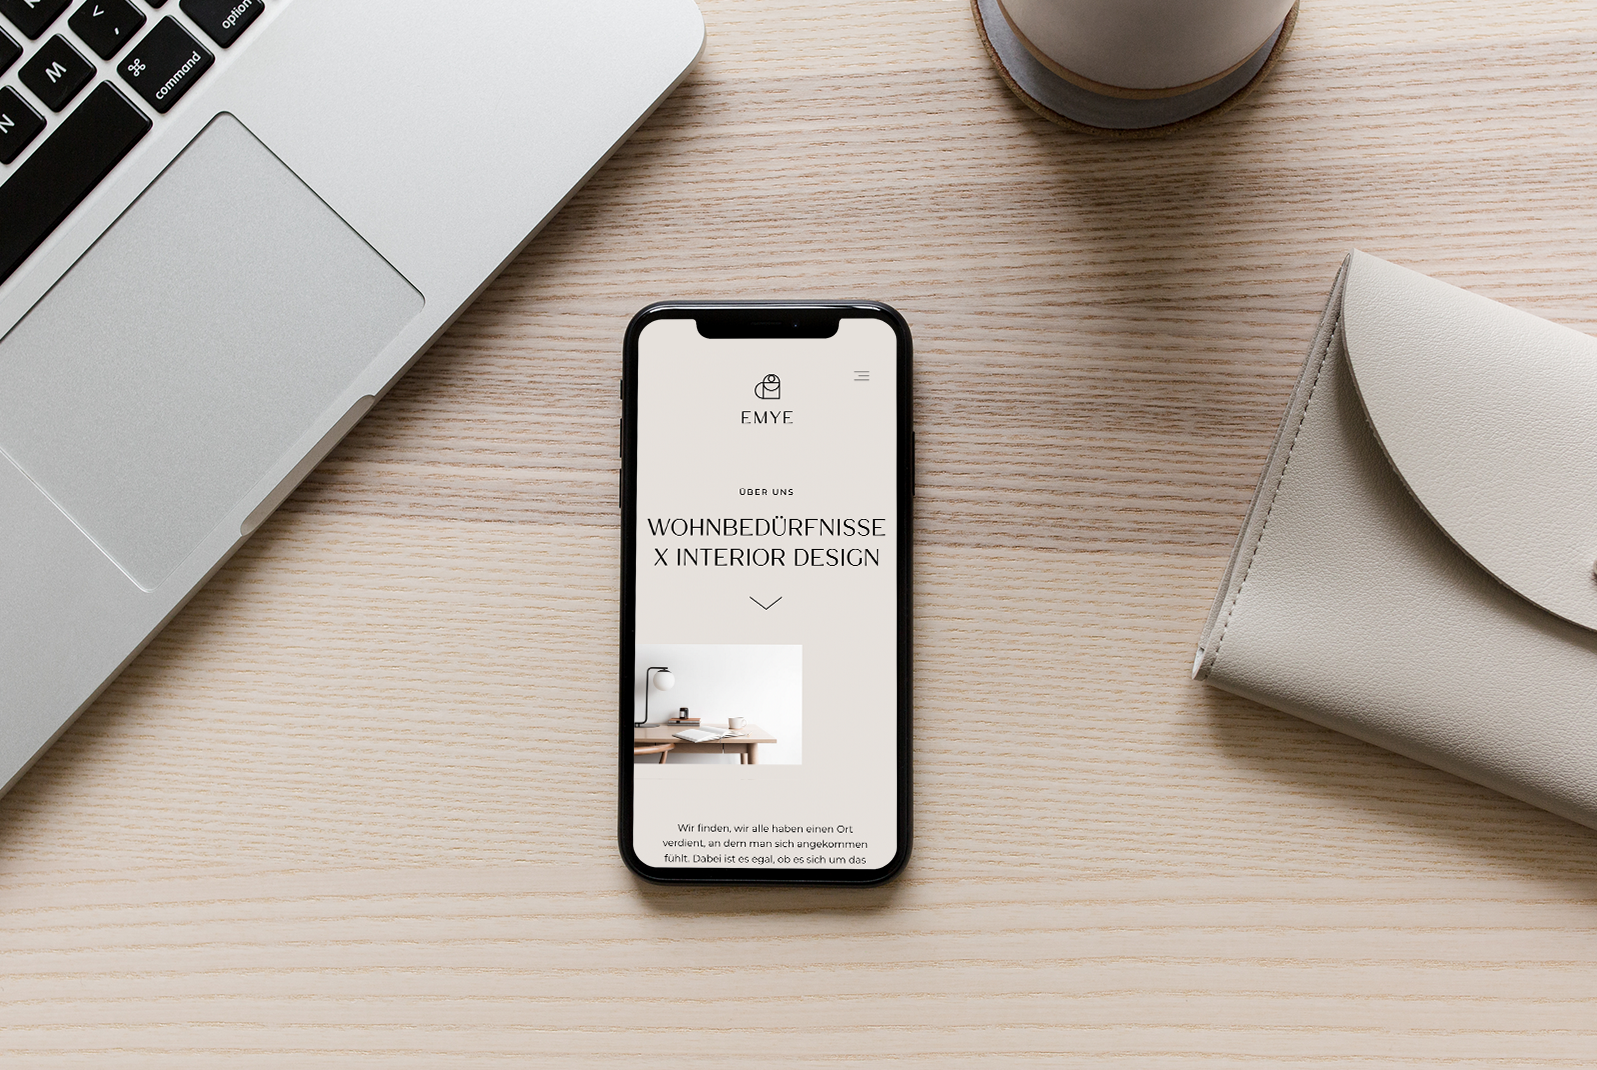 option
command
⌘
M
N
<
,
EMYE
ÜBER UNS
WOHNBEDÜRFNISSE
X INTERIOR DESIGN
Wir finden, wir alle haben einen Ort
verdient, an dem man sich angekommen
fühlt. Dabei ist es egal, ob es sich um das